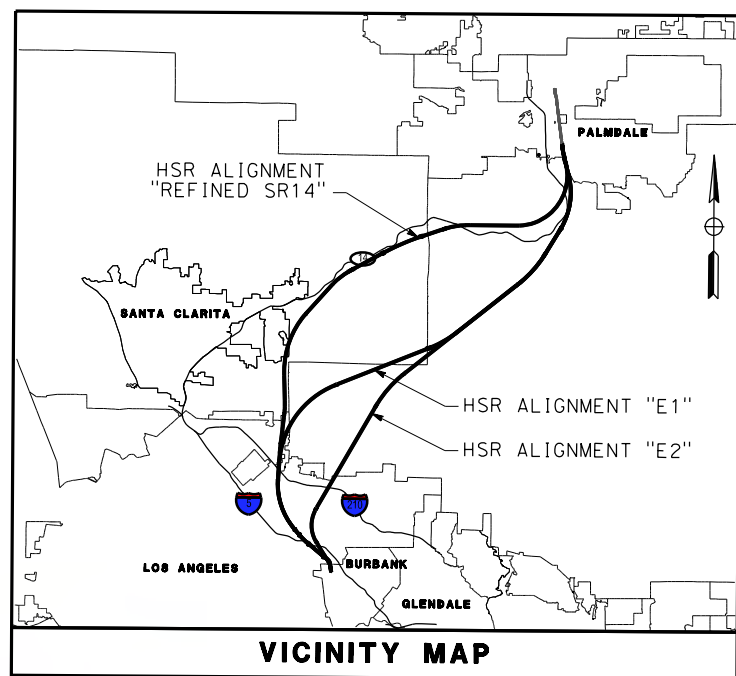 PALMDALE
HSR ALIGNMENT
"REFINED SR14"
14
SANTA CLARITA
HSR ALIGNMENT "E1"
HSR ALIGNMENT "E2"
5
210
LOS ANGELES
BURBANK
GLENDALE
VICINITY MAP